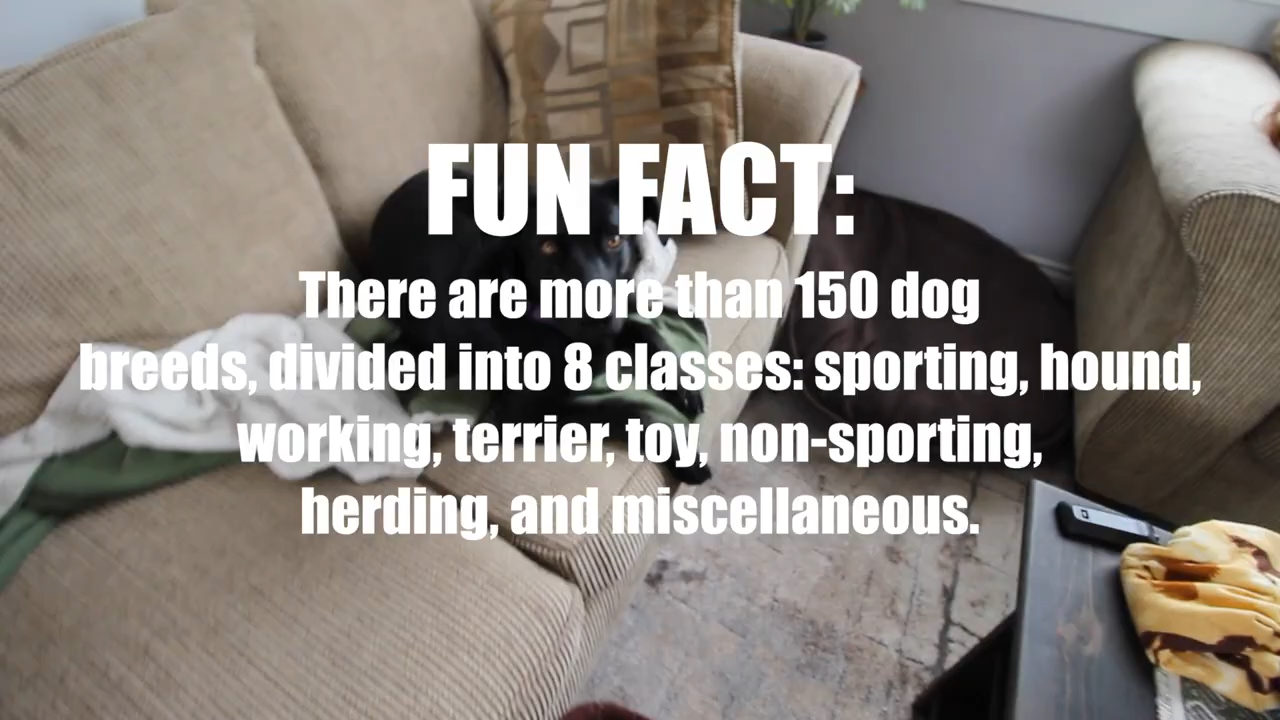 FUN FACT:
There are more than 150 dog
breeds, divided into 8 classes: sporting, hound,
working, terrier, toy, non-sporting,
herding, and miscellaneous.